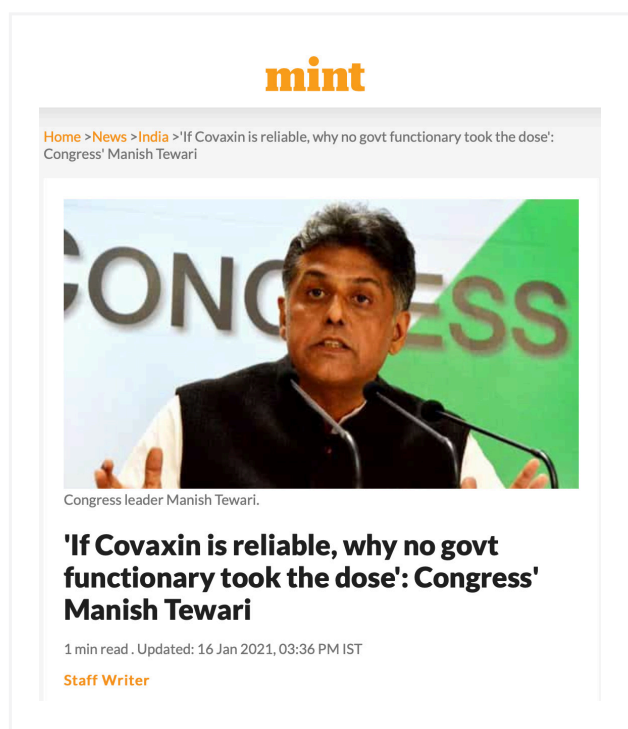 mint
Home >News >India >'If Covaxin is reliable, why no govt functionary took the dose':
Congress' Manish Tewari
CONGRESS
Congress leader Manish Tewari.
'If Covaxin is reliable, why no govt
functionary took the dose': Congress'
Manish Tewari
1 min read . Updated: 16 Jan 2021, 03:36 PM IST
Staff Writer